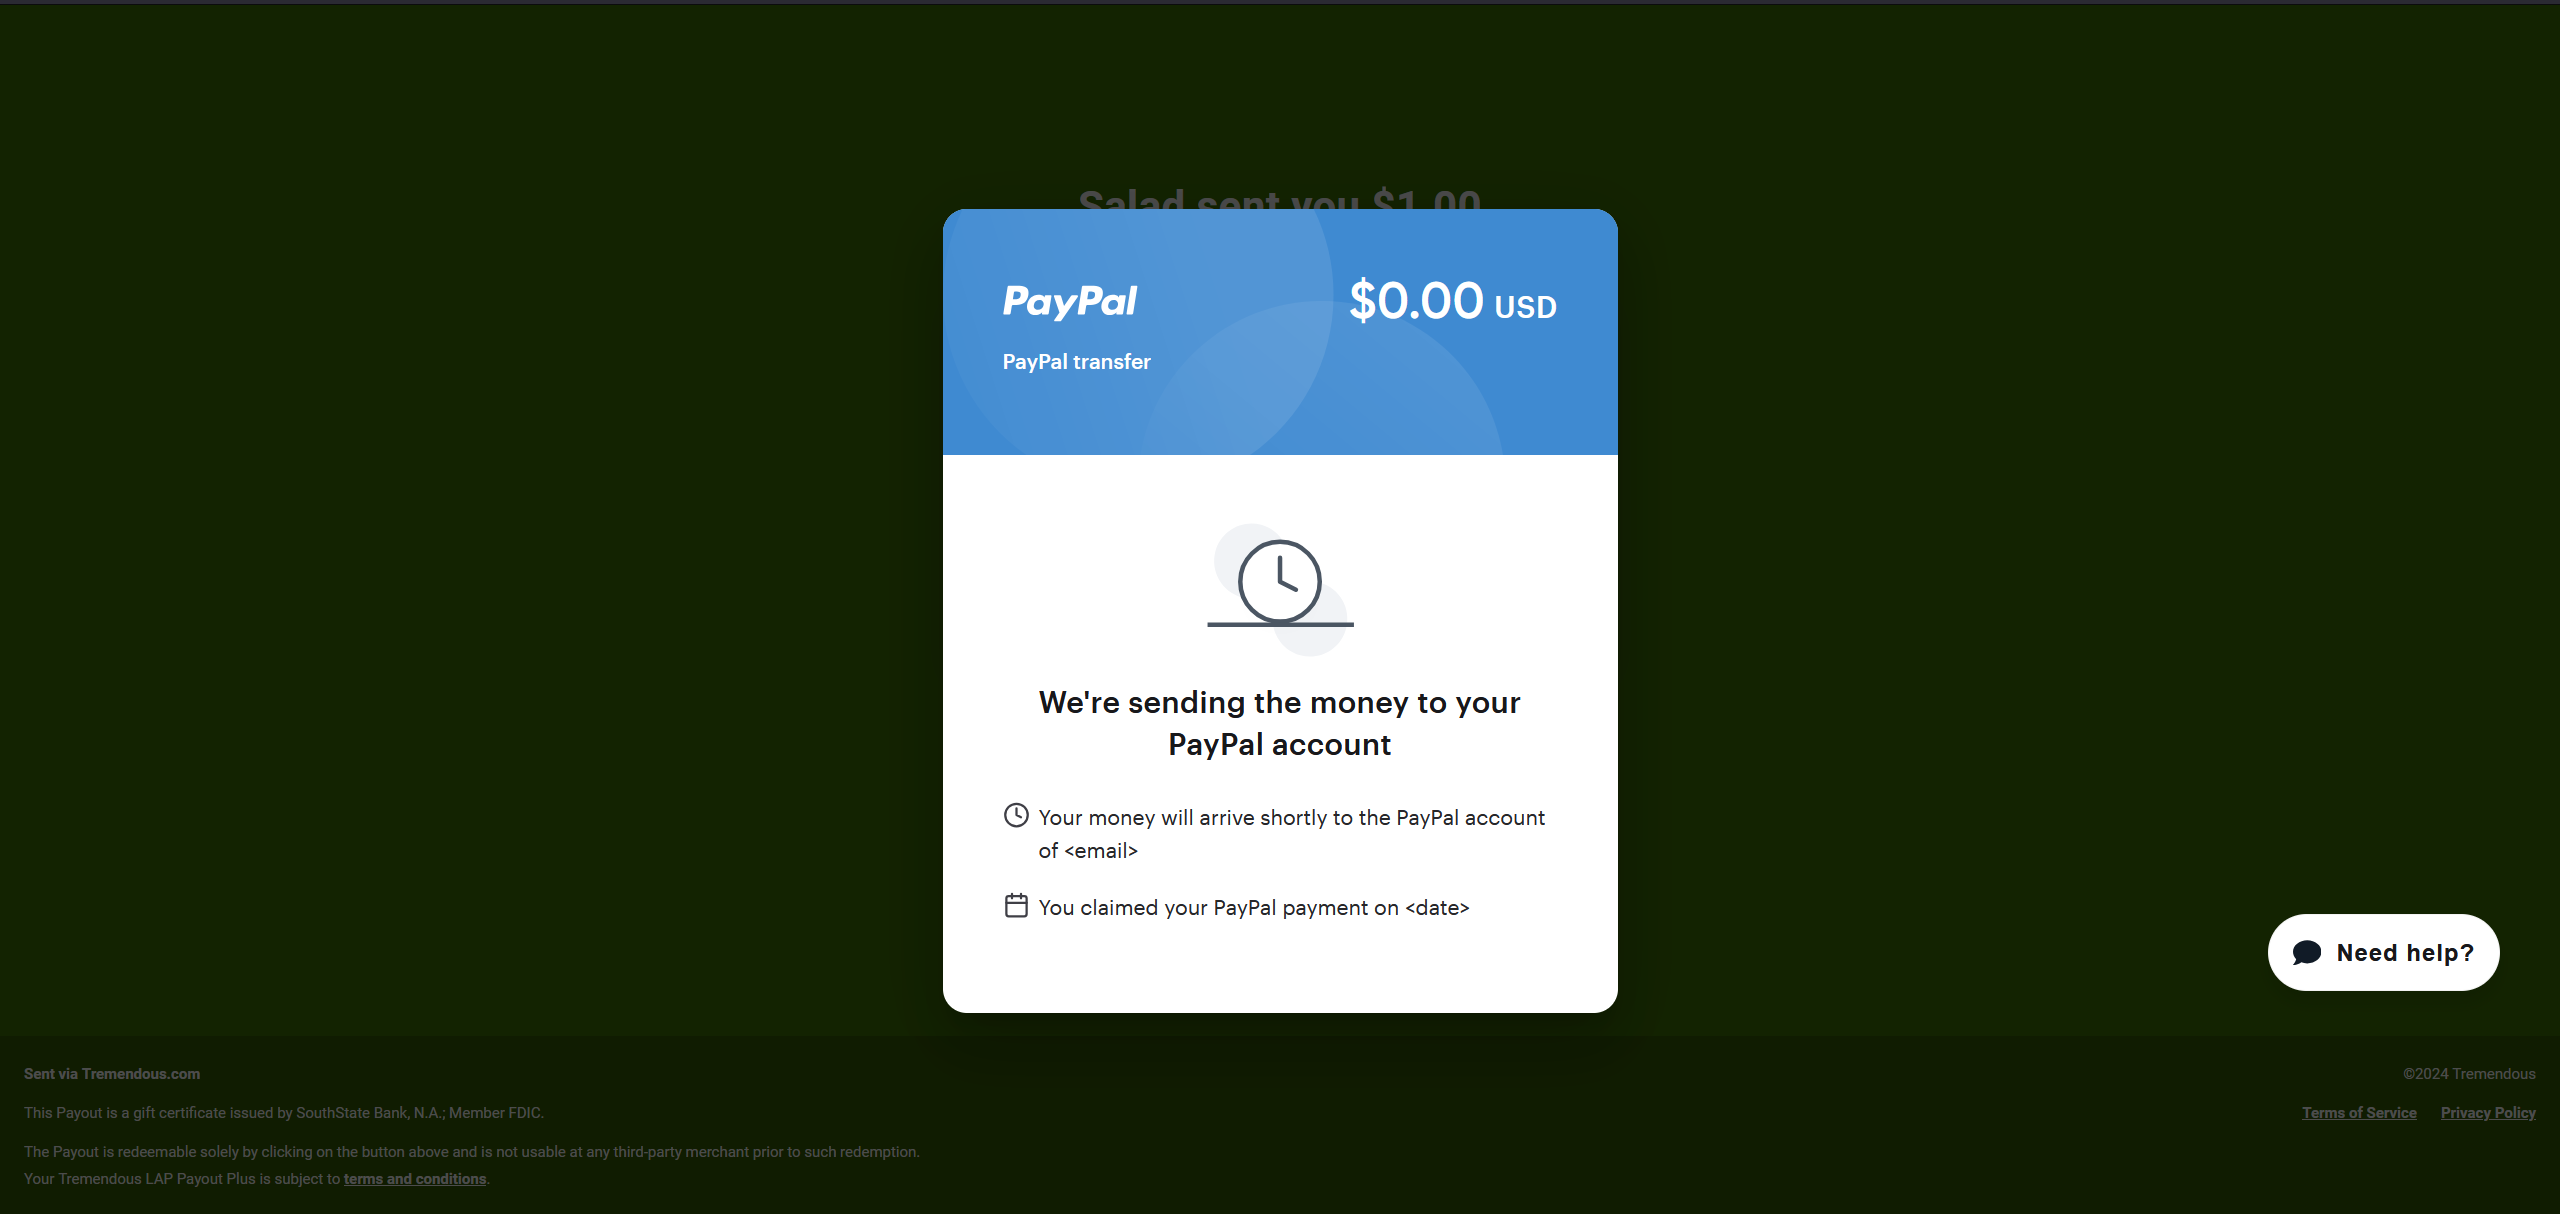 Salad sent you $1.00
PayPal
$0.00 USD
PayPal transfer
We're sending the money to your
PayPal account
Your money will arrive shortly to the PayPal account
of <email>
You claimed your PayPal payment on <date>
Need help?
Sent via Tremendous.com
©2024 Tremendous
This Payout is a gift certificate issued by SouthState Bank, N.A.; Member FDIC.
Terms of Service Privacy Policy
The Payout is redeemable solely by clicking on the button above and is not usable at any third-party merchant prior to such redemption.
Your Tremendous LAP Payout Plus is subject to terms and conditions.